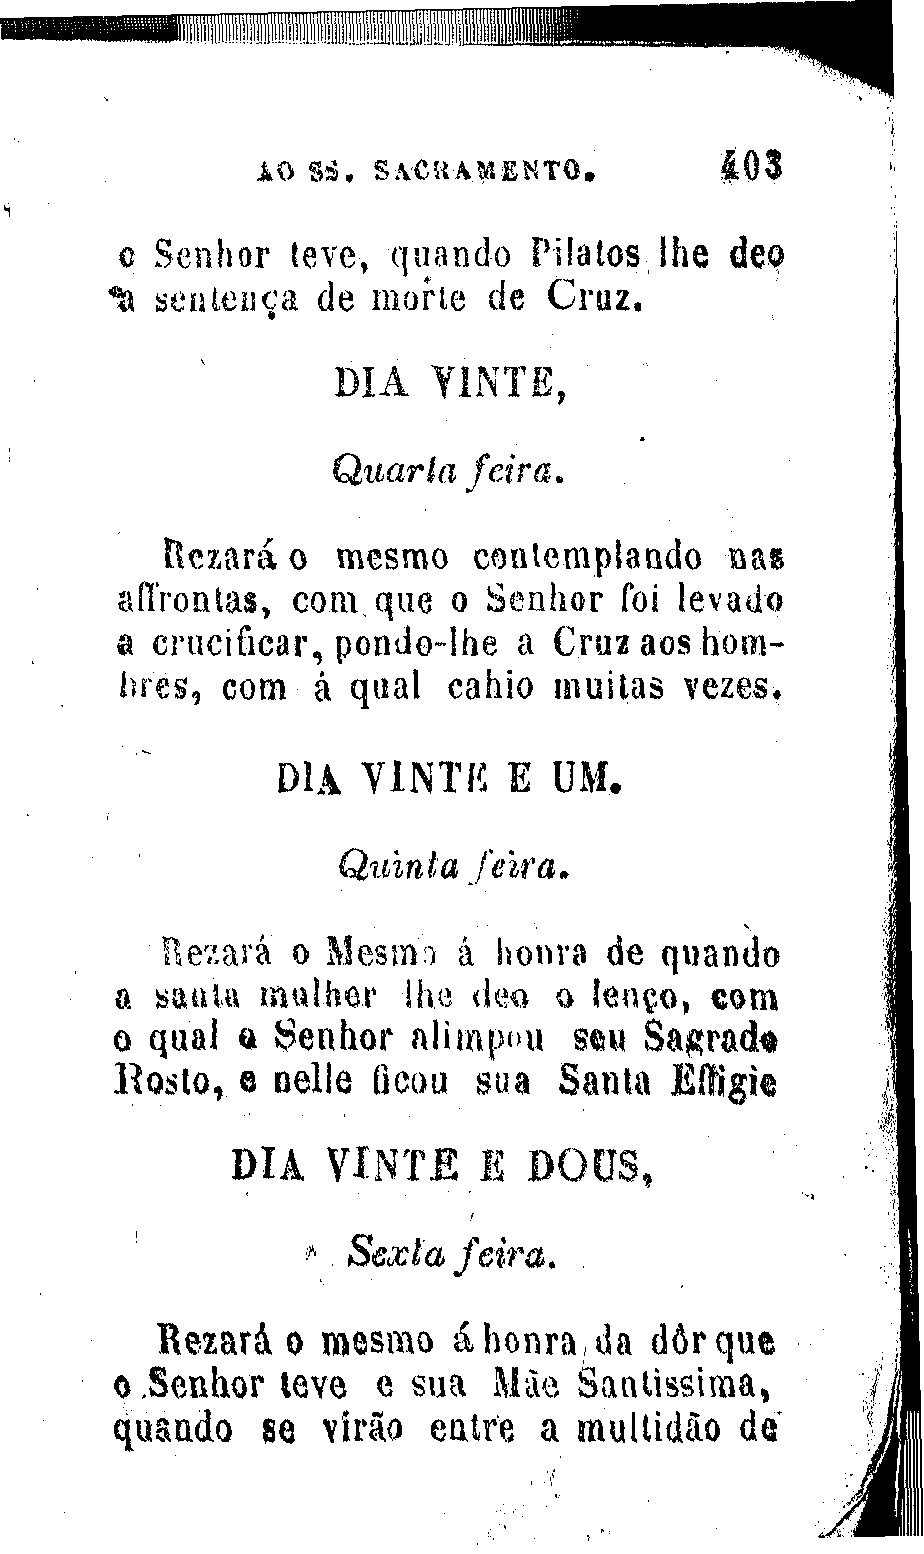 AO SS. SACRAMENTO. 403
o Senhor teve, quando Pilatos lhe deo
a sentença de morte de Cruz.
DIA VINTE,
Quarta feira.
Rezará o mesmo contemplando nas
affrontas, com que o Senhor foi levado
a crucificar, pondo-lhe a Cruz aos hom-
bres, com á qual cahio muitas vezes.
DIA VINTE E UM.
Quinta feira.
Rezará o Mesmo á honra de quando
a santa mulher lhe deo o lenço, com
o qual o Senhor alimpou seu Sagrado
Rosto, e nelle ficou sua Santa Effigie
DIA VINTE E DOUS,
Sexta feira.
Rezará o mesmo á honra da dôr que
o Senhor teve e sua Mãe Santissima,
quando se virão entre a multidão de